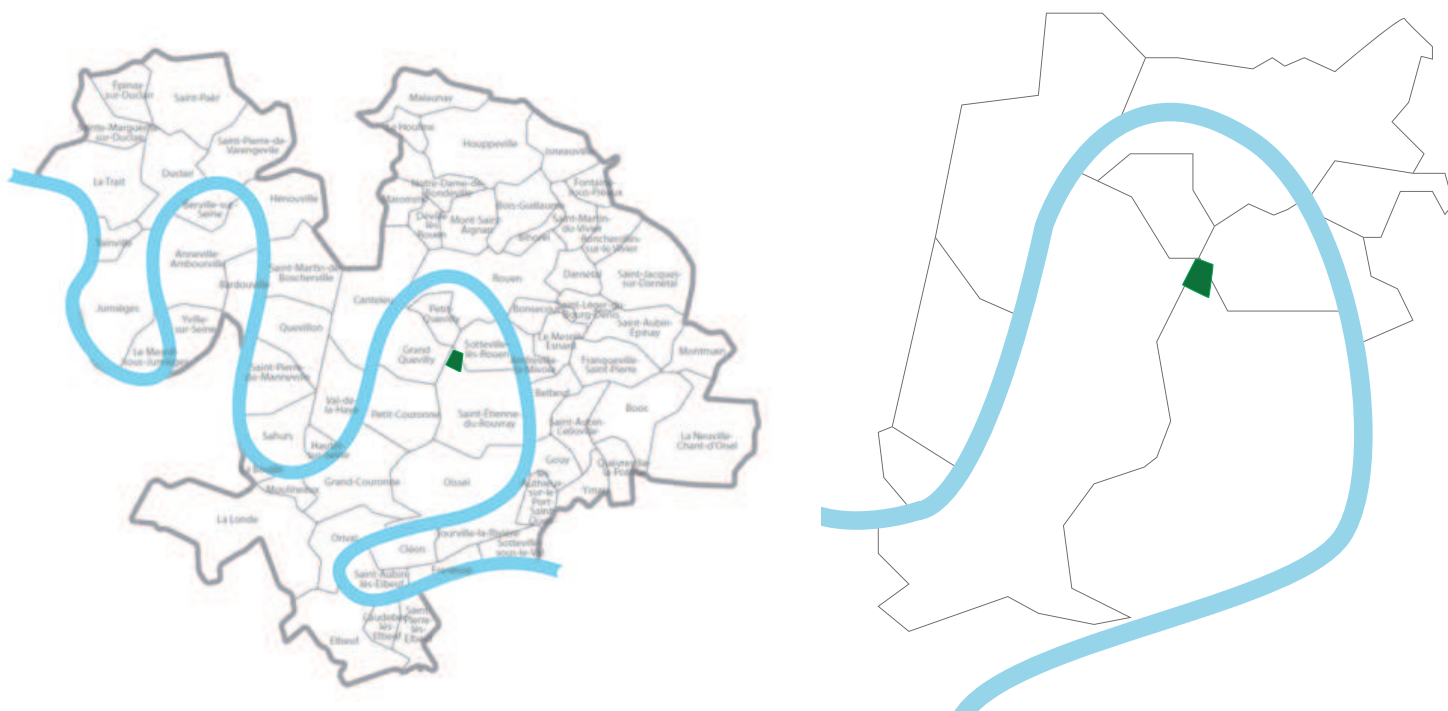 Epinay-
sur-Duclair
Saint-Paër
Sainte-Marguerite-
sur-Duclair
Saint-Pierre-de-
Varengeville
Le Trait
Duclair
Berville-sur-
Seine
Hénouville
Yainville
Anneville-
Ambourville
Bardouville
Saint-Martin-de-
Boscherville
Jumièges
Yville-
sur-Seine
Le Mesnil-
sous-Jumièges
Quevillon
Saint-Pierre-
de-Manneville
Sahurs
Val-de-
la-Haye
Hautot-
sur-Seine
La Bouille
Moulineaux
La Londe
Malaunay
Le Houlme
Houppeville
Isneauville
Notre-Dame-de-
Bondeville
Maromme
Déville
lès-
Rouen
Mont-Saint-
Aignan
Bois-Guillaume
Bihorel
Fontaine-
sous-Préaux
Saint-Martin-
du-Vivier
Roncherolles-
sur-le-Vivier
Canteleu
Rouen
Darnétal
Saint-Jacques-
sur-Darnétal
Petit-
Quevilly
Bonsecours
Saint-Léger-du-
Bourg-Denis
Saint-Aubin-
Epinay
Grand
Quevilly
Sotteville-
lès-Rouen
Le Mesnil-
Esnard
Amfreville-
la-Mivoie
Franqueville-
Saint-Pierre
Montmain
Petit-Couronne
Saint-Étienne-
du-Rouvray
Belbeuf
Boos
Saint-Aubin-
Celloville
La Neuville-
Chant-d'Oisel
Gouy
Quévreville-
la-Poterie
Ymare
Les
Authieux-
sur-le
Port
Saint-
Ouen
Grand-Couronne
Oissel
Orival
Cléon
Tourville-la-Rivière
Sotteville-
sous-le-Val
Freneuse
Saint-Aubin-
lès-Elbeuf
Elbeuf
Caudebec-
lès-
Elbeuf
Saint-
Pierre-
lès-
Elbeuf